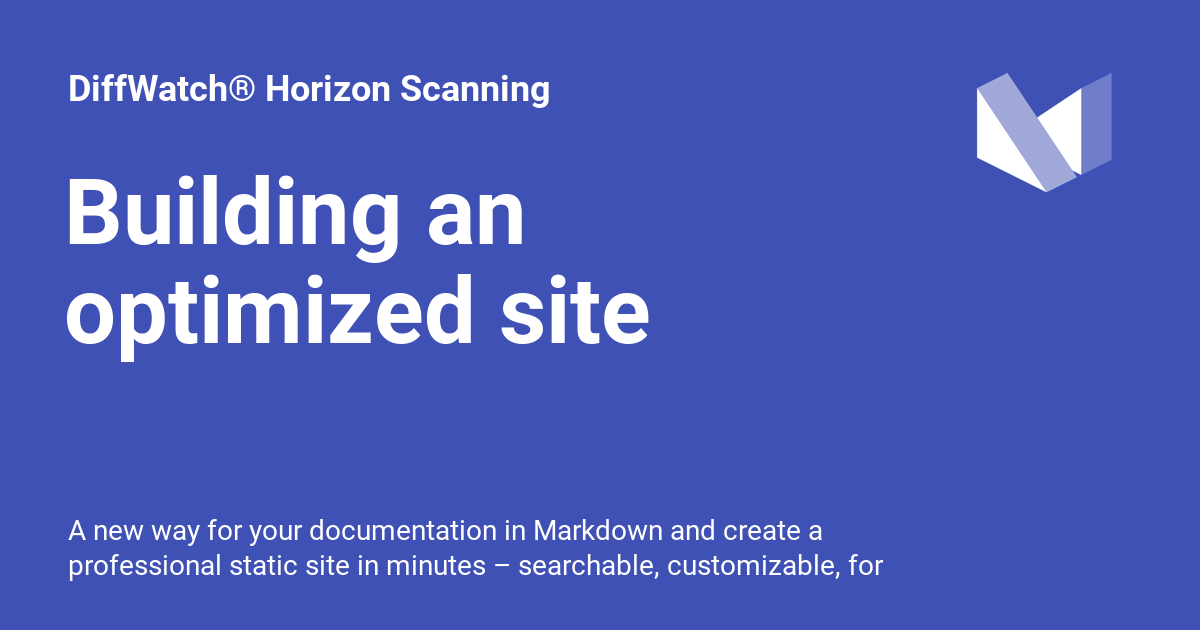 DiffWatch® Horizon Scanning
Building an
optimized site
A new way for your documentation in Markdown and create a
professional static site in minutes – searchable, customizable, for